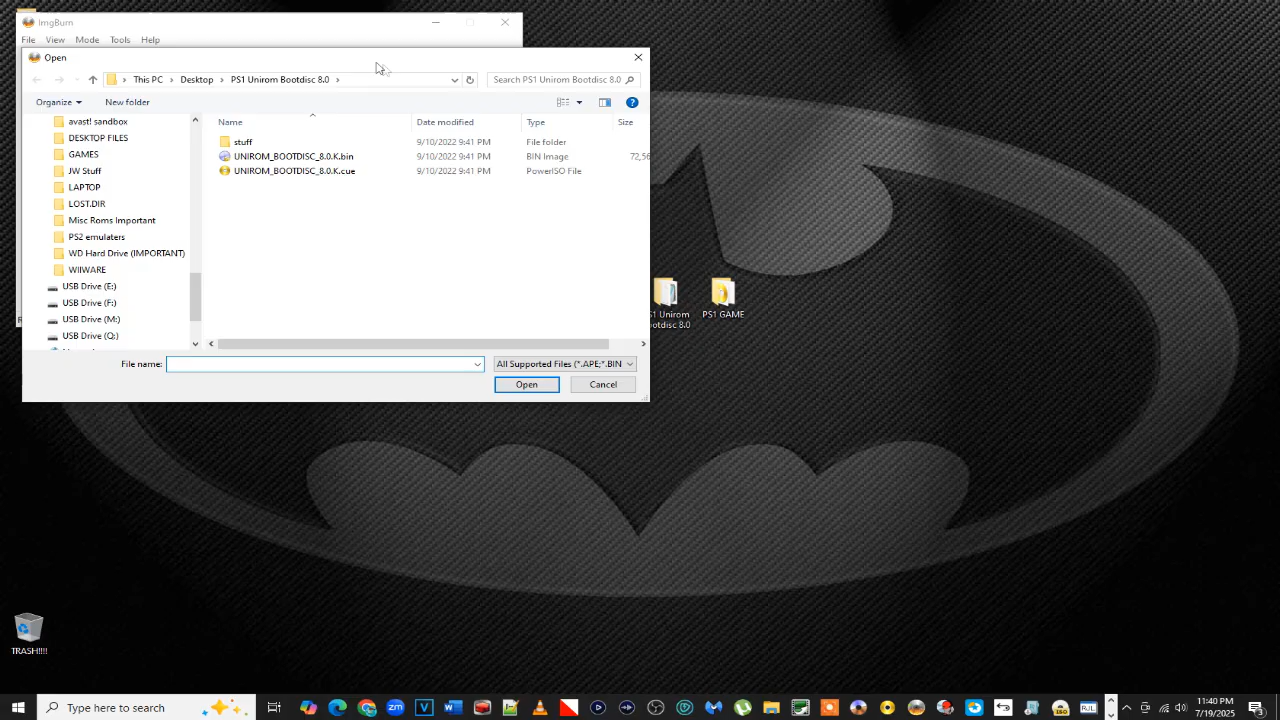 ImgBurn
File View Mode Tools Help
Open
This PC Desktop PS1 Unirom Bootdisc 8.0
Search PS1 Unirom Bootdisc 8.0
Organize New folder
Name Date modified Type Size
avast! sandbox
DESKTOP FILES
GAMES
JW Stuff
LAPTOP
LOST.DIR
Misc Roms Important
PS2 emulaters
WD Hard Drive (IMPORTANT)
WIIWARE
USB Drive (E:)
USB Drive (F:)
USB Drive (M:)
USB Drive (Q:)
stuff 9/10/2022 9:41 PM File folder
UNIROM_BOOTDISC_8.0.K.bin 9/10/2022 9:41 PM BIN Image 72,56
UNIROM_BOOTDISC_8.0.K.cue 9/10/2022 9:41 PM PowerISO File
File name: All Supported Files (*.APE;*.BIN
Open Cancel
S1 Unirom
otdisc 8.0
PS1 GAME
TRASH!!!!
Type here to search
11:40 PM
7/19/2025